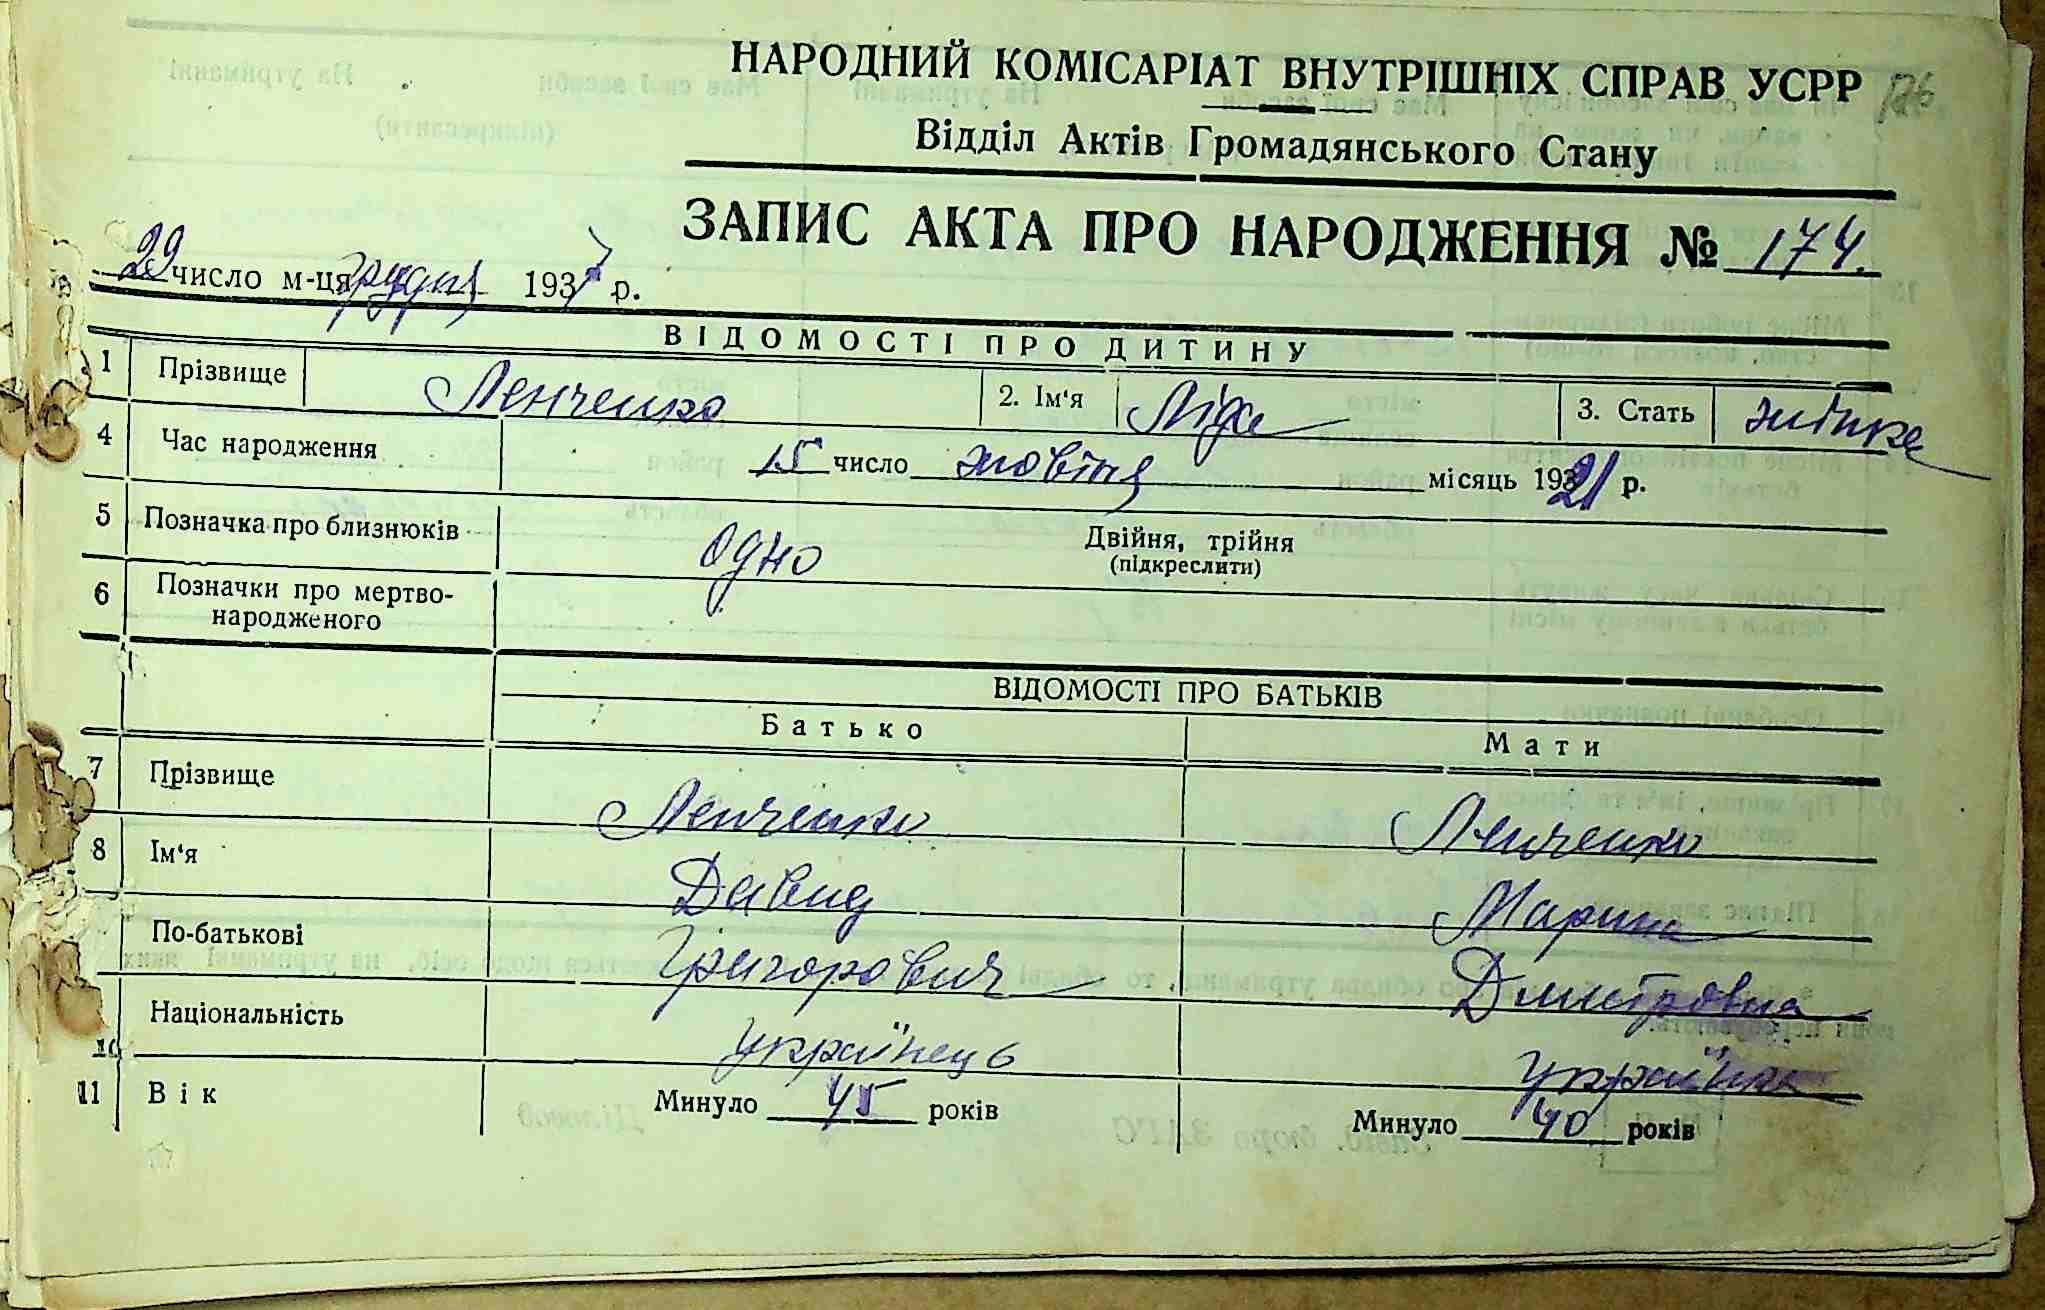 НАРОДНИЙ КОМІСАРІАТ ВНУТРІШНІХ СПРАВ УСРР 126
Відділ Актів Громадянського Стану
ЗАПИС АКТА ПРО НАРОДЖЕННЯ № 174.
29 число м-ця грудня 1937 р.
ВІДОМОСТІ ПРО ДИТИНУ
1 Прізвище Ленченко 2. Ім'я Ліда 3. Стать жінка
4 Час народження 15 число жовтня місяць 1921 р.
5 Позначка про близнюків одно Двійня, трійня
(підкреслити)
6 Позначки про мертво-
народженого
ВІДОМОСТІ ПРО БАТЬКІВ
Батько Мати
7 Прізвище Ленченко Ленченко
8 Ім'я Давид Марина
По-батькові Григорович Дмитровна
10 Національність українець українка
11 Вік Минуло 45 років Минуло 40 років